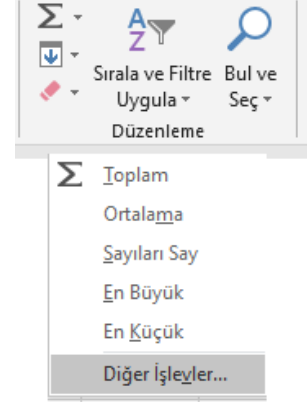 Σ
A
Z
Sırala ve Filtre Bul ve
Uygula Seç
Düzenleme
Σ Toplam
Ortalama
Sayıları Say
En Büyük
En Küçük
Diğer İşlevler...